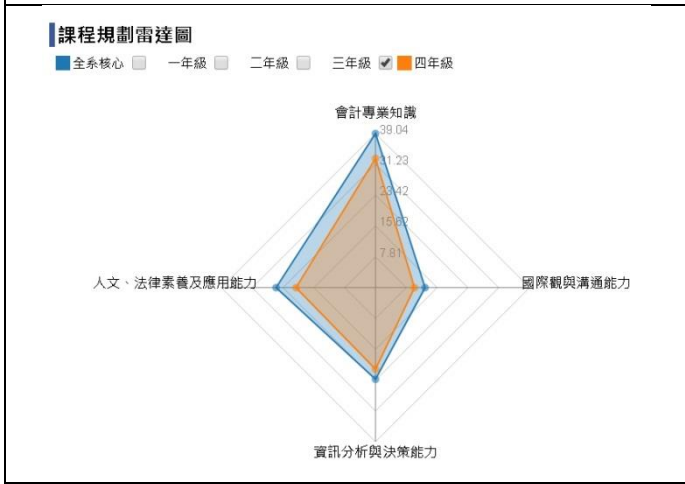 課程規劃雷達圖
全系核心 一年級 二年級 三年級 四年級
會計專業知識
39.04
31.23
23.42
15.62
7.81
人文、法律素養及應用能力 國際觀與溝通能力
資訊分析與決策能力